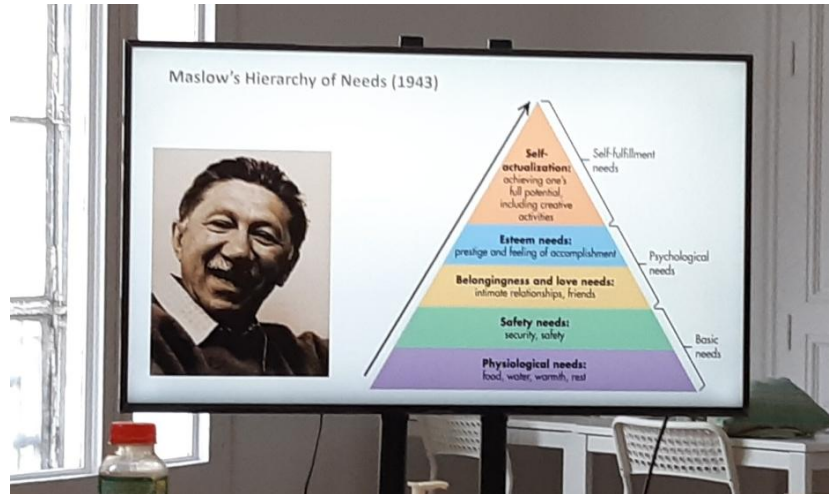 Maslow's Hierarchy of Needs (1943)
Self-
actualization:
achieving one's
full potential,
including creative
activities
Self-fulfillment
needs
Esteem needs:
prestige and feeling of accomplishment
Psychological
needs
Belongingness and love needs:
intimate relationships, friends
Safety needs:
security, safety
Basic
needs
Physiological needs:
food, water, warmth, rest